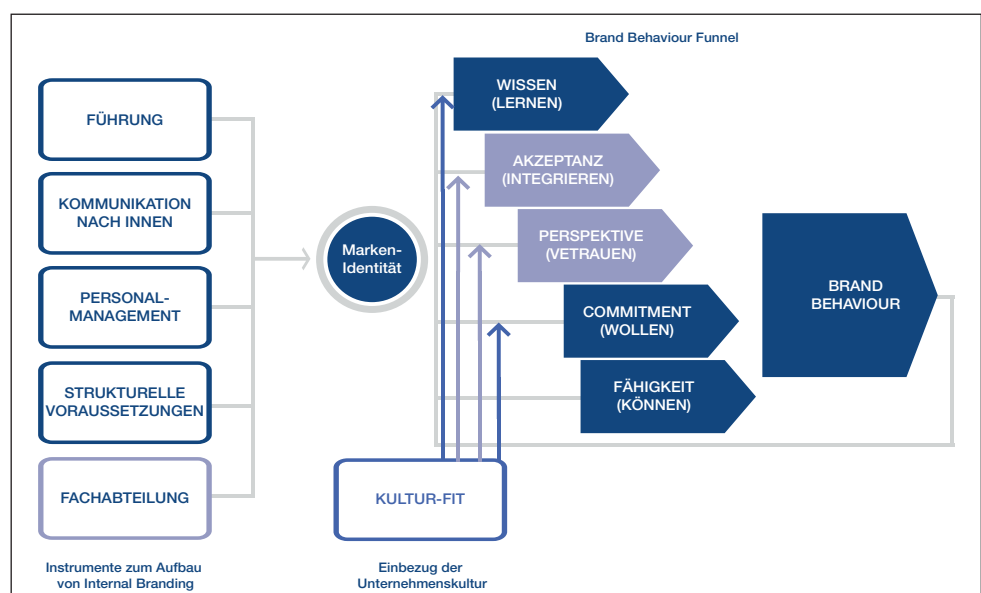 Brand Behaviour Funnel
FÜHRUNG
KOMMUNIKATION
NACH INNEN
PERSONAL-
MANAGEMENT
STRUKTURELLE
VORAUSSETZUNGEN
FACHABTEILUNG
Instrumente zum Aufbau
von Internal Branding
Marken-
Identität
KULTUR-FIT
Einbezug der
Unternehmenskultur
WISSEN
(LERNEN)
AKZEPTANZ
(INTEGRIEREN)
PERSPEKTIVE
(VETRAUEN)
COMMITMENT
(WOLLEN)
FÄHIGKEIT
(KÖNNEN)
BRAND
BEHAVIOUR